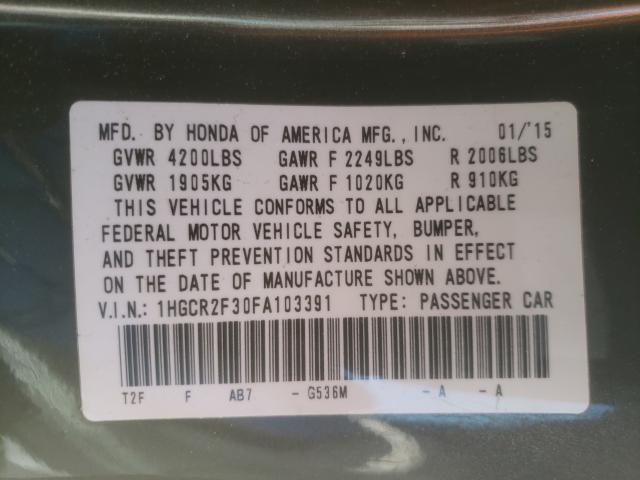 MFD. BY HONDA OF AMERICA MFG., INC. 01/'15
GVWR 4200LBS GAWR F 2249LBS R 2006LBS
GVWR 1905KG GAWR F 1020KG R 910KG
THIS VEHICLE CONFORMS TO ALL APPLICABLE
FEDERAL MOTOR VEHICLE SAFETY, BUMPER,
AND THEFT PREVENTION STANDARDS IN EFFECT
ON THE DATE OF MANUFACTURE SHOWN ABOVE.
V.I.N.: 1HGCR2F30FA103391 TYPE: PASSENGER CAR
T2F F AB7 - G536M - A - A